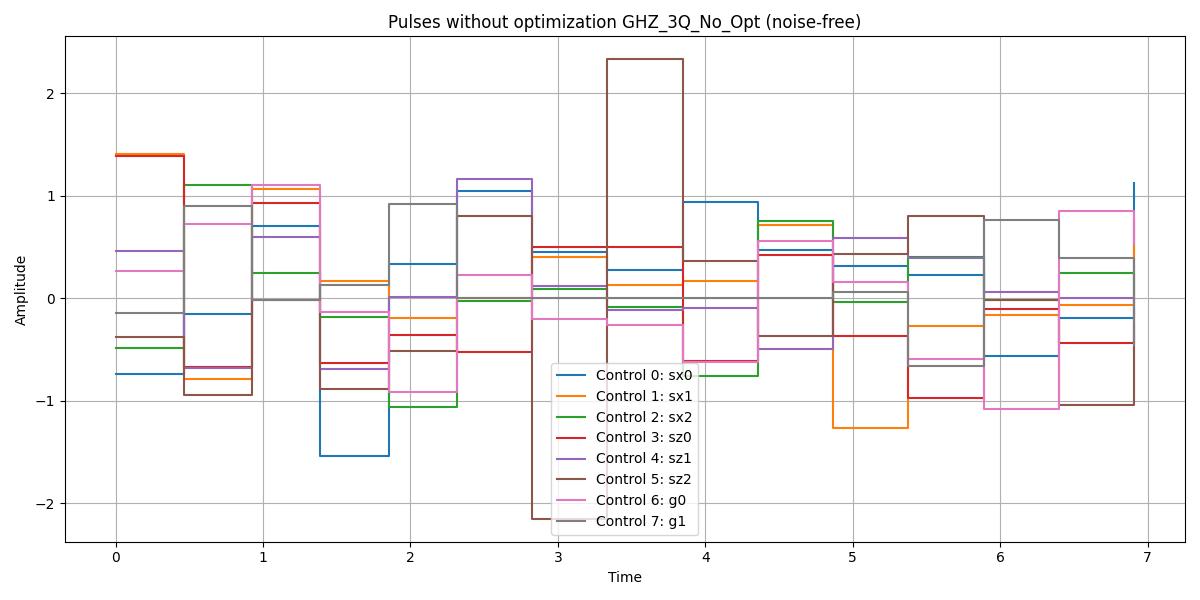 Pulses without optimization GHZ_3Q_No_Opt (noise-free)
Amplitude
2
1
0
−1
−2
Control 0: sx0
Control 1: sx1
Control 2: sx2
Control 3: sz0
Control 4: sz1
Control 5: sz2
Control 6: g0
Control 7: g1
0 1 2 3 4 5 6 7
Time